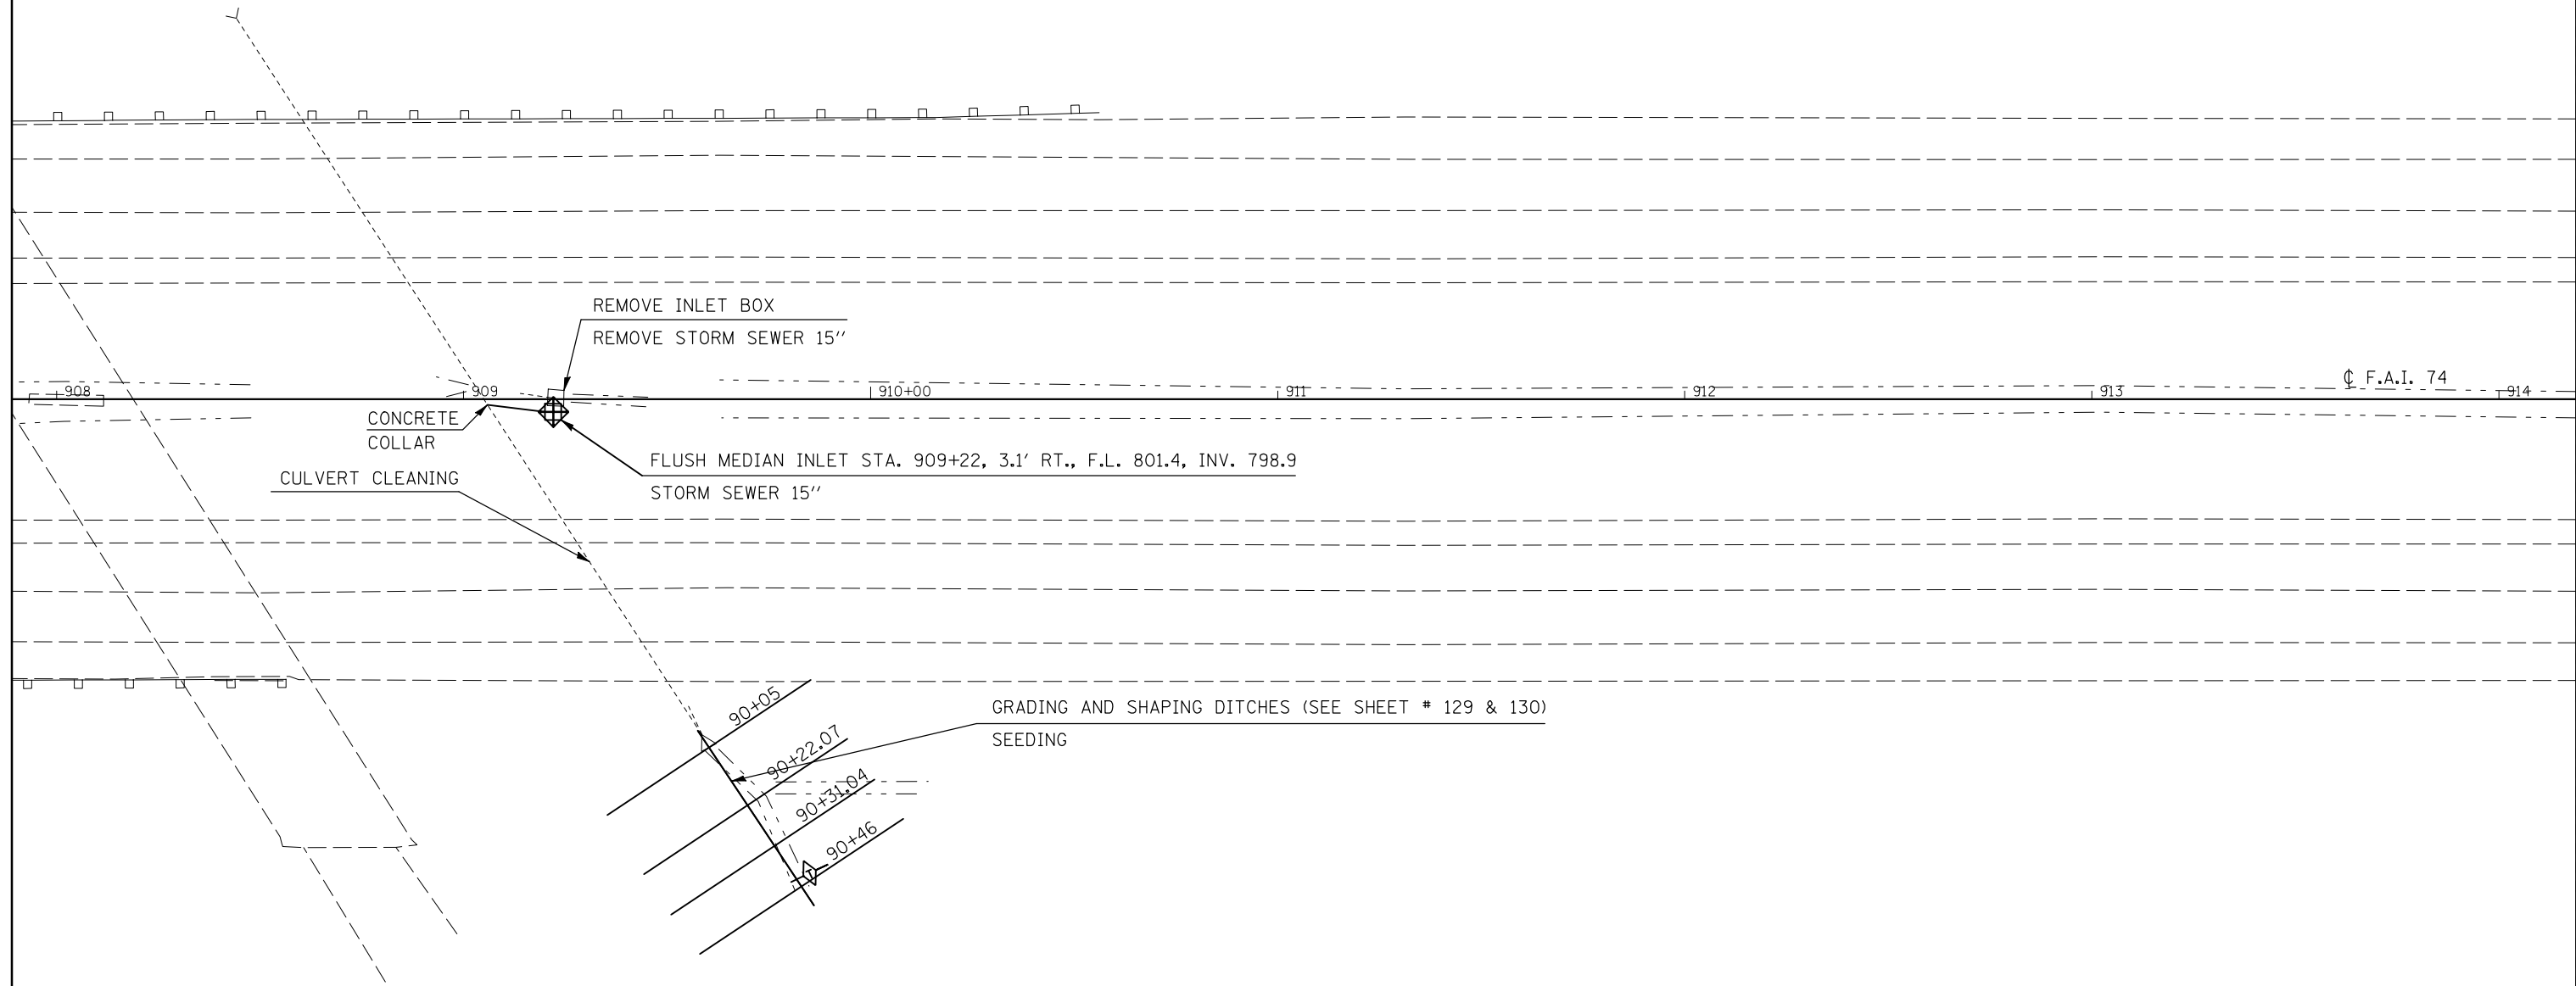 REMOVE INLET BOX
REMOVE STORM SEWER 15"
908
909
910+00
911
912
913
914
℄ F.A.I. 74
CONCRETE
COLLAR
CULVERT CLEANING
FLUSH MEDIAN INLET STA. 909+22, 3.1' RT., F.L. 801.4, INV. 798.9
STORM SEWER 15"
90+05
90+22.07
90+31.04
90+46
GRADING AND SHAPING DITCHES (SEE SHEET # 129 & 130)
SEEDING